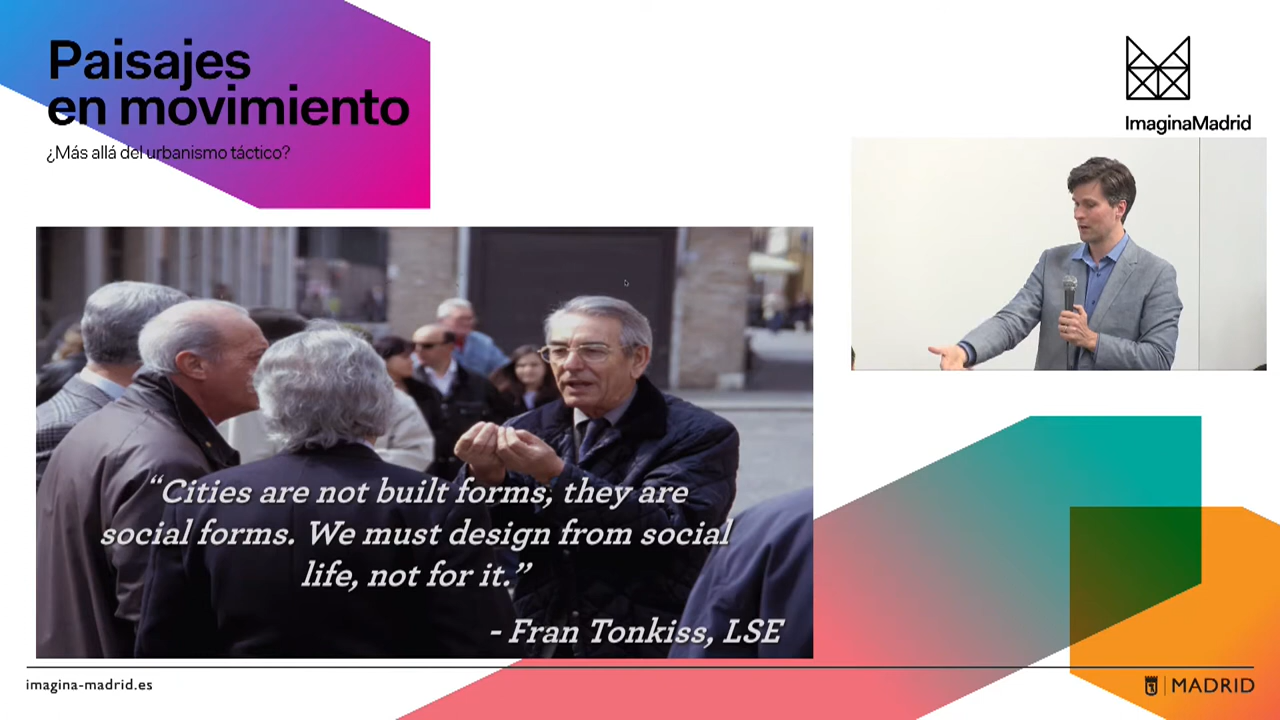 Paisajes
en movimiento
¿Más allá del urbanismo táctico?
ImaginaMadrid
“Cities are not built forms, they are
social forms. We must design from social
life, not for it.”
- Fran Tonkiss, LSE
imagina-madrid.es
MADRID